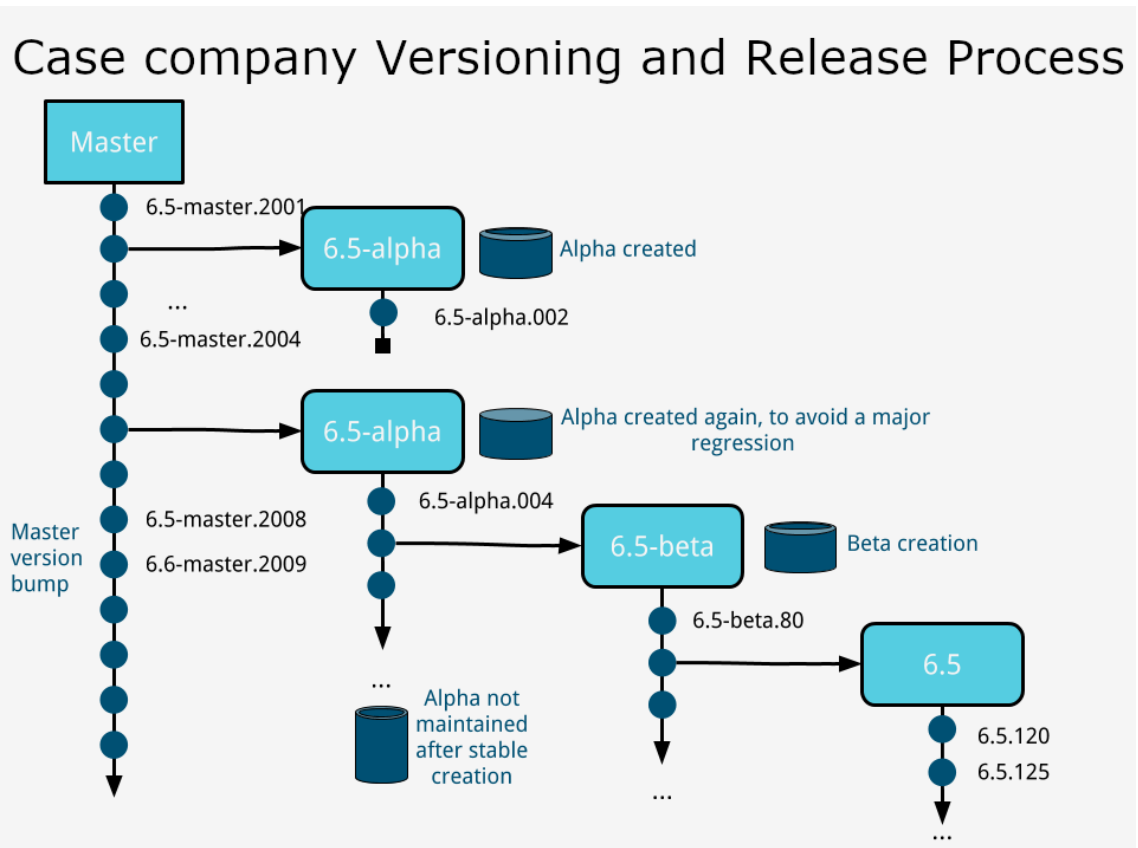 Case company Versioning and Release Process
Master
6.5-master.2001
6.5-alpha
Alpha created
...
6.5-alpha.002
6.5-master.2004
6.5-alpha
Alpha created again, to avoid a major
regression
6.5-alpha.004
6.5-master.2008
Master
version
bump
6.6-master.2009
6.5-beta
Beta creation
6.5-beta.80
6.5
...
Alpha not
maintained
after stable
creation
6.5.120
6.5.125
...
...